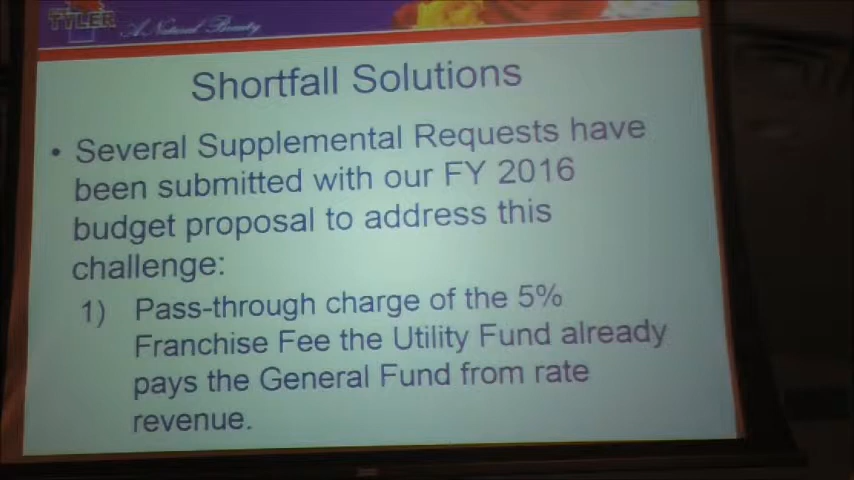 TYLER
A Natural Beauty
Shortfall Solutions
• Several Supplemental Requests have
been submitted with our FY 2016
budget proposal to address this
challenge:
1) Pass-through charge of the 5%
Franchise Fee the Utility Fund already
pays the General Fund from rate
revenue.